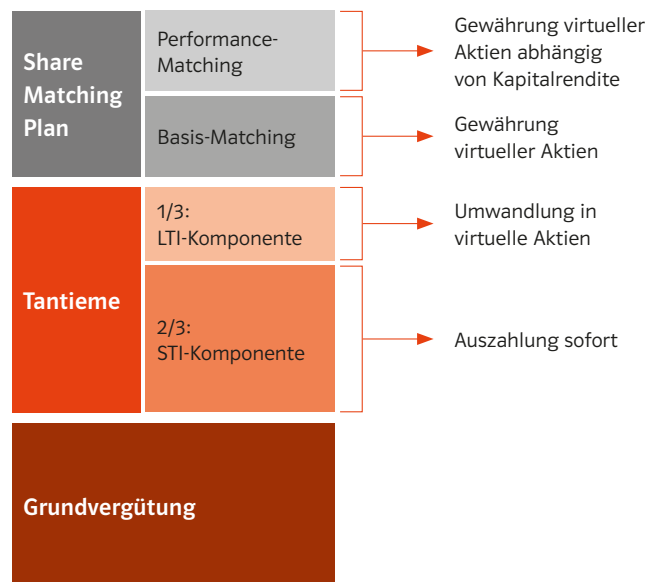 Share
Matching
Plan
Performance-
Matching
Gewährung virtueller
Aktien abhängig
von Kapitalrendite
Basis-Matching
Gewährung
virtueller Aktien
Tantieme
1/3:
LTI-Komponente
Umwandlung in
virtuelle Aktien
2/3:
STI-Komponente
Auszahlung sofort
Grundvergütung